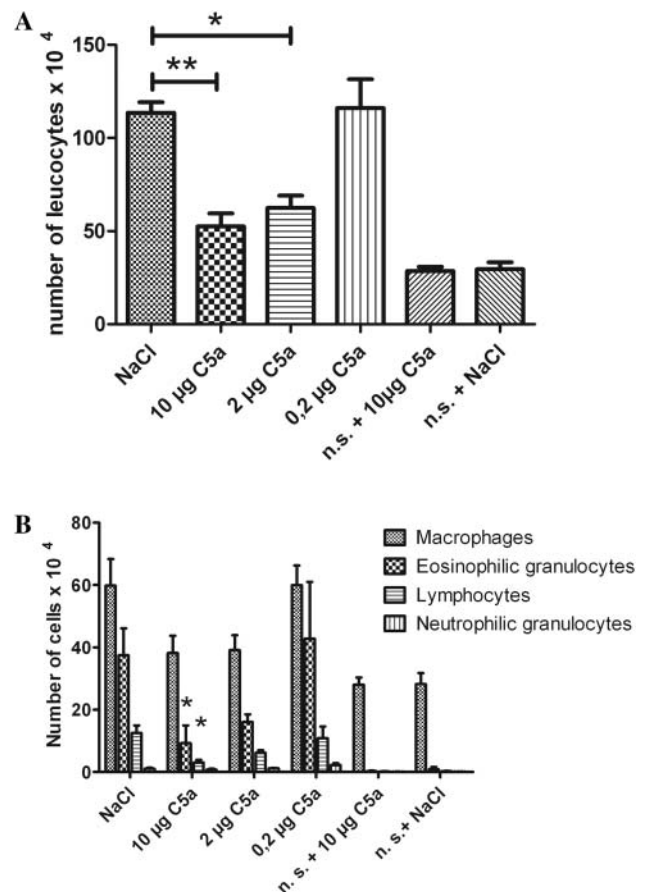 A
number of leucocytes x 10 4
150
100
50
0
*
**
NaCl
10 µg C5a
2 µg C5a
0,2 µg C5a
n.s. + 10µg C5a
n.s. + NaCl
B
Number of cells x 10 4
80
60
40
20
0
*
*
Macrophages
Eosinophilic granulocytes
Lymphocytes
Neutrophilic granulocytes
NaCl
10 µg C5a
2 µg C5a
0,2 µg C5a
n. s. + 10 µg C5a
n. s.+ NaCl